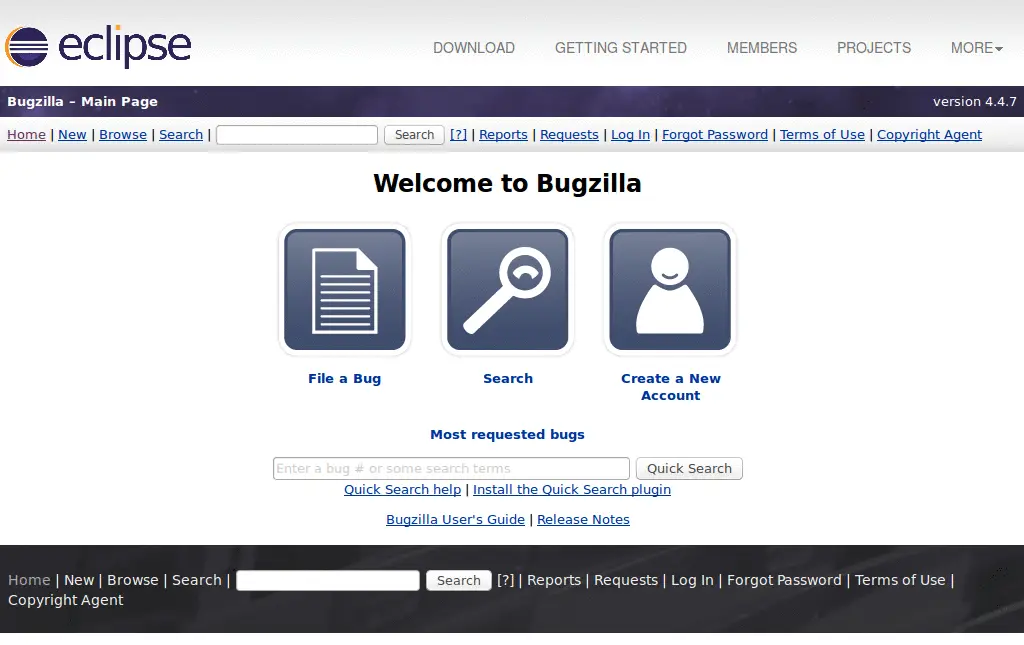 eclipse
DOWNLOAD GETTING STARTED MEMBERS PROJECTS MORE
Bugzilla – Main Page version 4.4.7
Home | New | Browse | Search | Search [?] | Reports | Requests | Log In | Forgot Password | Terms of Use | Copyright Agent
Welcome to Bugzilla
File a Bug Search Create a New
Account
Most requested bugs
Enter a bug # or some search terms Quick Search
Quick Search help | Install the Quick Search plugin
Bugzilla User's Guide | Release Notes
Home | New | Browse | Search | Search [?] | Reports | Requests | Log In | Forgot Password | Terms of Use |
Copyright Agent